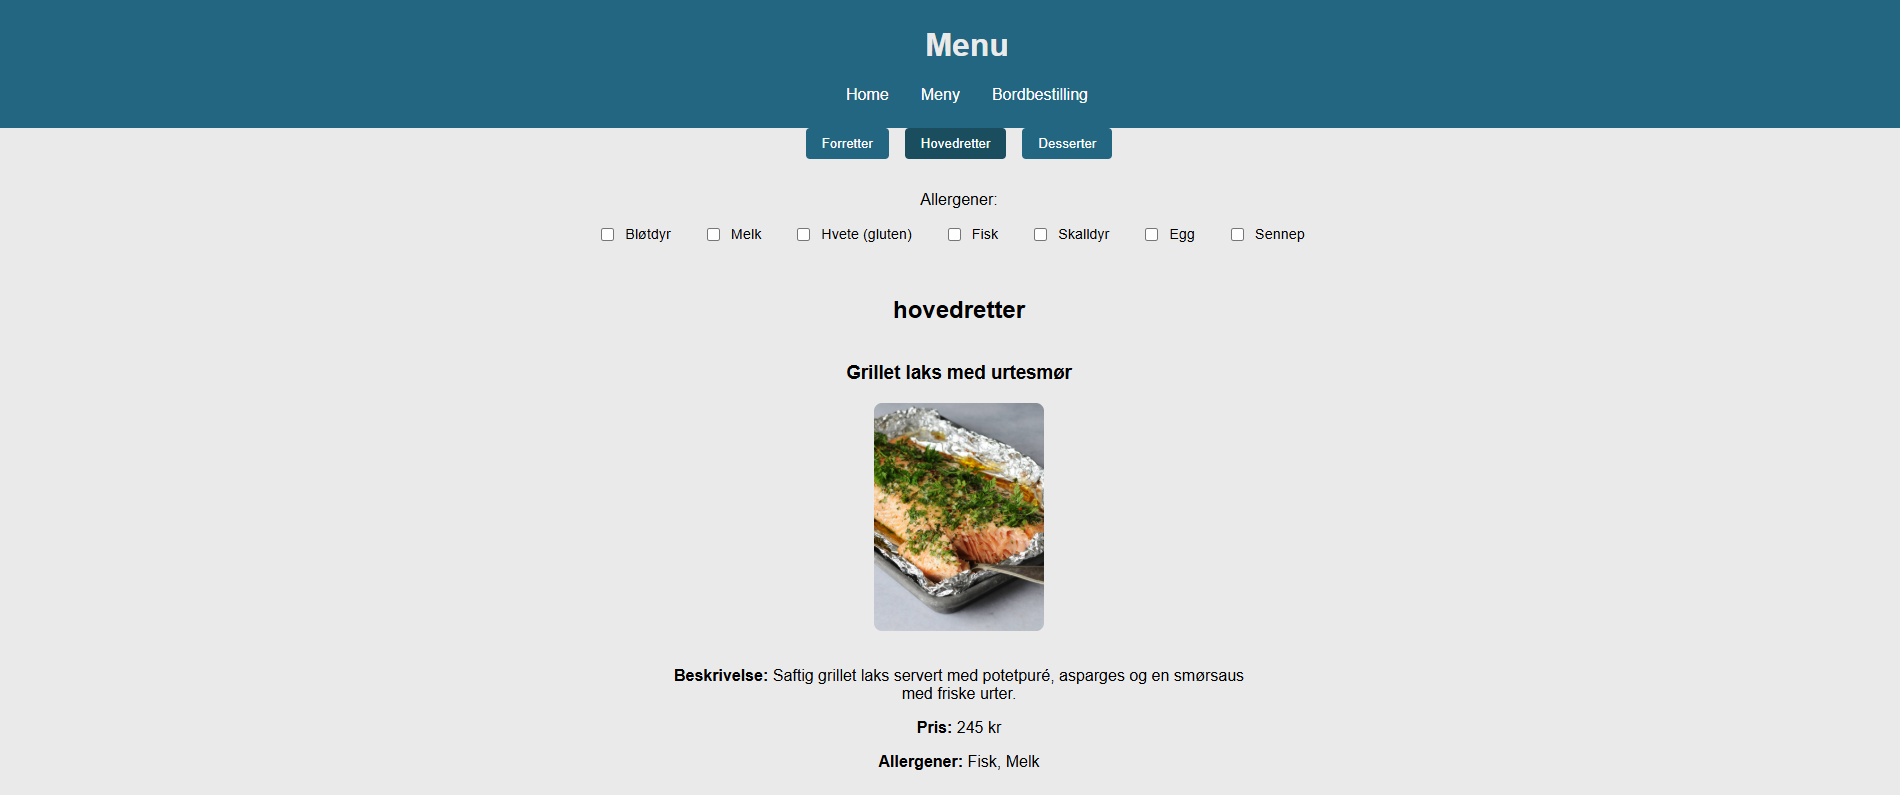 Menu
Home Meny Bordbestilling
Forretter Hovedretter Desserter
Allergener:
Bløtdyr Melk Hvete (gluten) Fisk Skalldyr Egg Sennep
hovedretter
Grillet laks med urtesmør
Beskrivelse: Saftig grillet laks servert med potetpuré, asparges og en smørsaus
med friske urter.
Pris: 245 kr
Allergener: Fisk, Melk